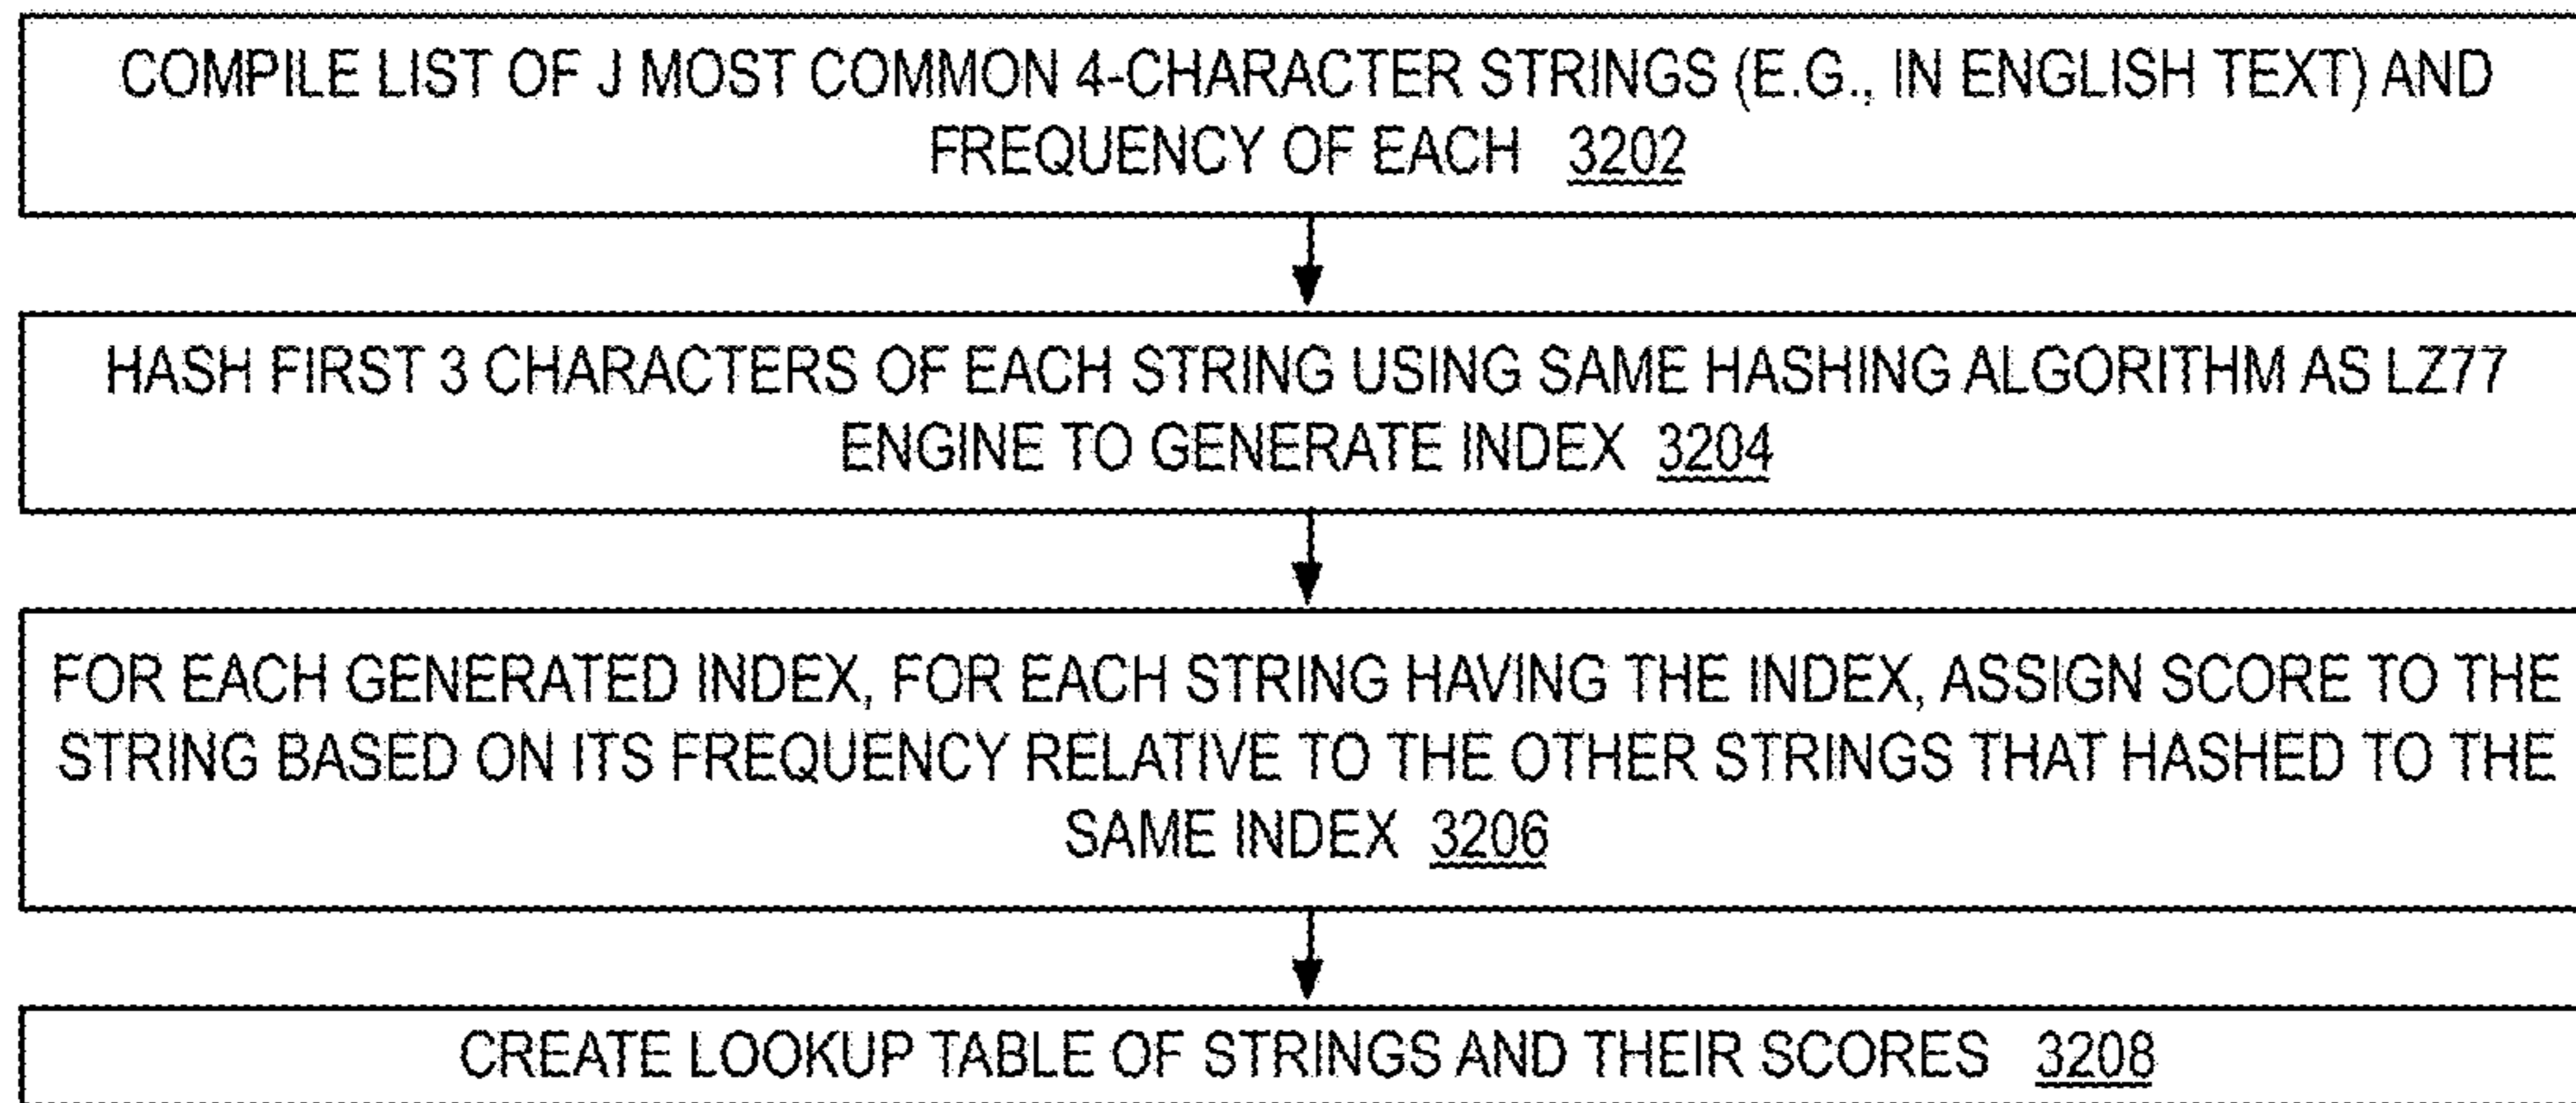 COMPILE LIST OF J MOST COMMON 4-CHARACTER STRINGS (E.G., IN ENGLISH TEXT) AND
FREQUENCY OF EACH 3202
HASH FIRST 3 CHARACTERS OF EACH STRING USING SAME HASHING ALGORITHM AS LZ77
ENGINE TO GENERATE INDEX 3204
FOR EACH GENERATED INDEX, FOR EACH STRING HAVING THE INDEX, ASSIGN SCORE TO THE
STRING BASED ON ITS FREQUENCY RELATIVE TO THE OTHER STRINGS THAT HASHED TO THE
SAME INDEX 3206
CREATE LOOKUP TABLE OF STRINGS AND THEIR SCORES 3208